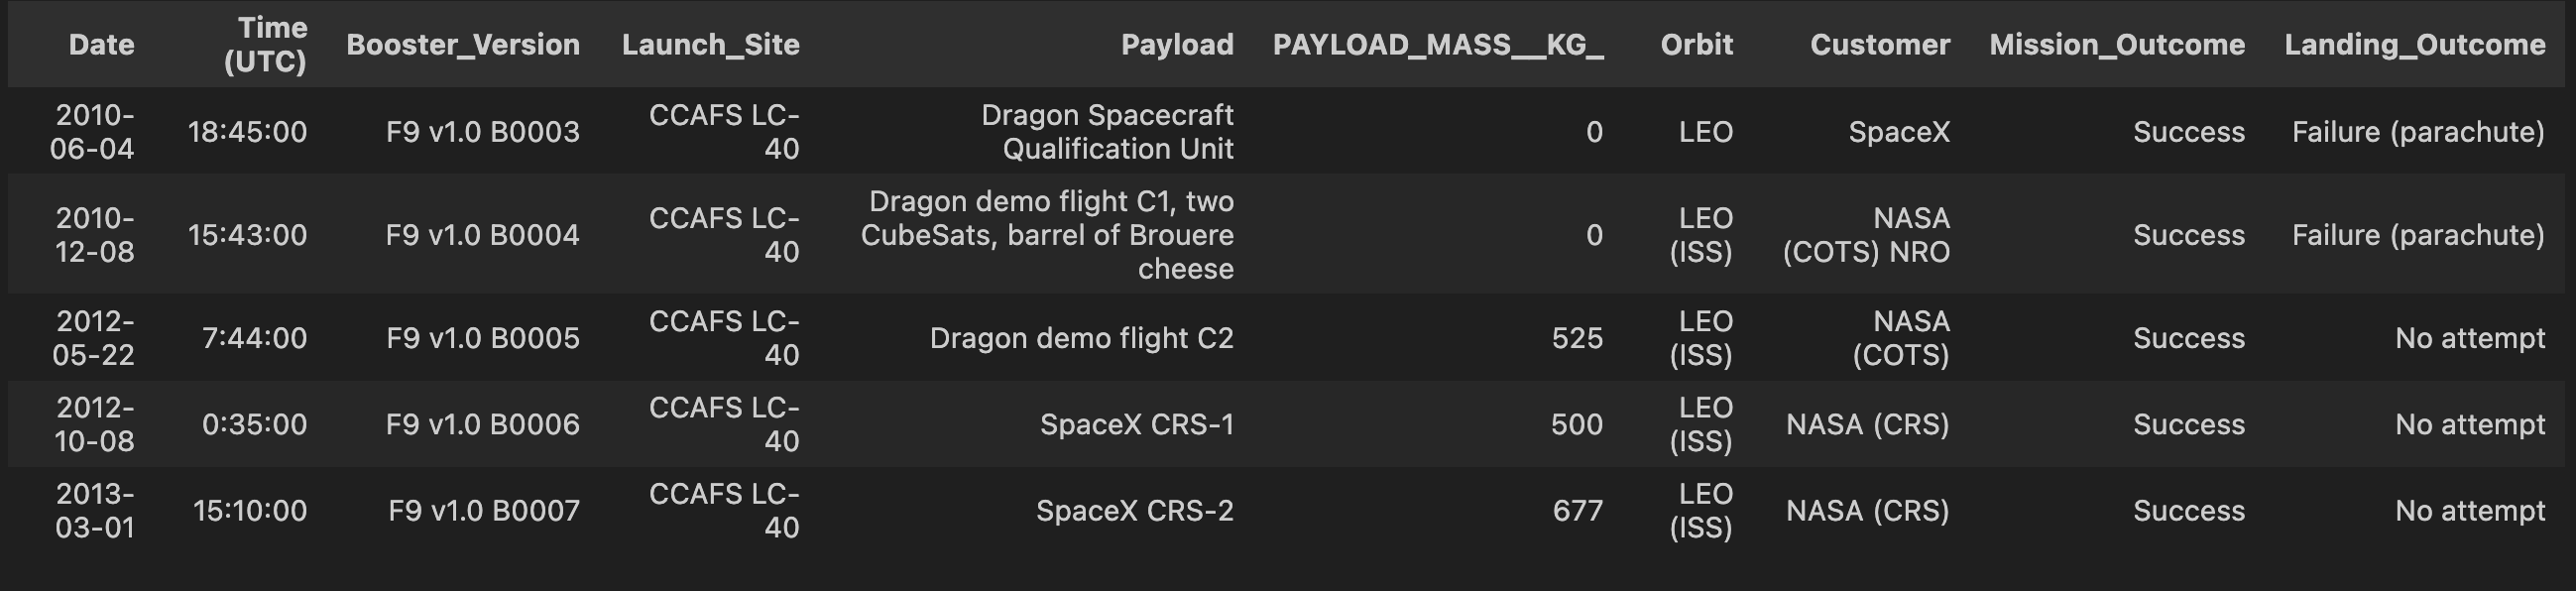 Date Time (UTC) Booster_Version Launch_Site Payload PAYLOAD_MASS__KG_ Orbit Customer Mission_Outcome Landing_Outcome
2010-06-04 18:45:00 F9 v1.0 B0003 CCAFS LC-40 Dragon Spacecraft Qualification Unit 0 LEO SpaceX Success Failure (parachute)
2010-12-08 15:43:00 F9 v1.0 B0004 CCAFS LC-40 Dragon demo flight C1, two CubeSats, barrel of Brouere cheese 0 LEO (ISS) NASA (COTS) NRO Success Failure (parachute)
2012-05-22 7:44:00 F9 v1.0 B0005 CCAFS LC-40 Dragon demo flight C2 525 LEO (ISS) NASA (COTS) Success No attempt
2012-10-08 0:35:00 F9 v1.0 B0006 CCAFS LC-40 SpaceX CRS-1 500 LEO (ISS) NASA (CRS) Success No attempt
2013-03-01 15:10:00 F9 v1.0 B0007 CCAFS LC-40 SpaceX CRS-2 677 LEO (ISS) NASA (CRS) Success No attempt